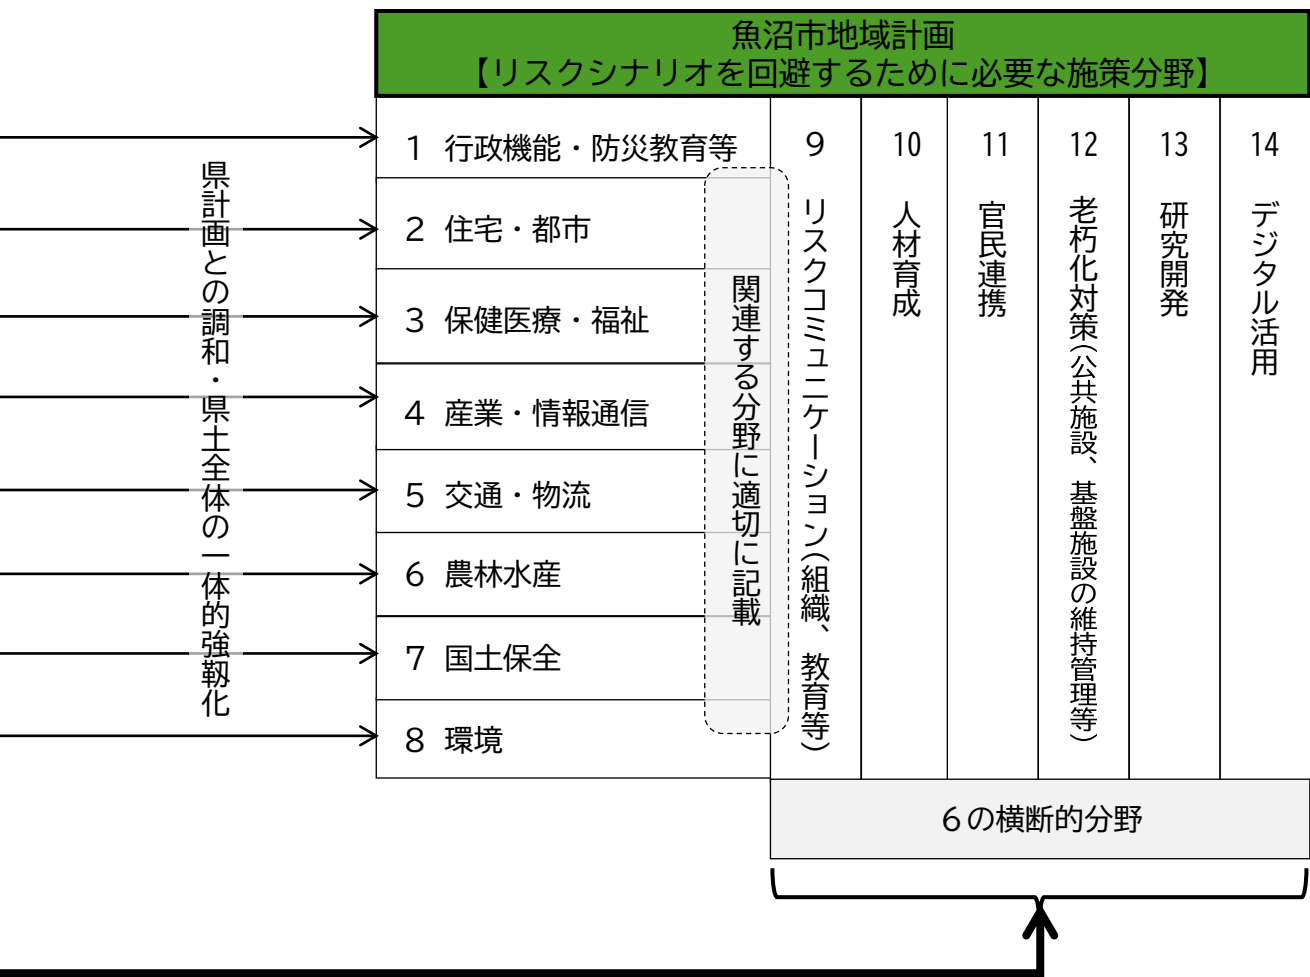 魚沼市地域計画
【リスクシナリオを回避するために必要な施策分野】
県計画との調和・県土全体の一体的強靱化
1 行政機能・防災教育等
2 住宅・都市
3 保健医療・福祉
4 産業・情報通信
5 交通・物流
6 農林水産
7 国土保全
8 環境
関連する分野に適切に記載
9 リスクコミュニケーション(組織、教育等)
10 人材育成
11 官民連携
12 老朽化対策(公共施設、基盤施設の維持管理等)
13 研究開発
14 デジタル活用
6の横断的分野